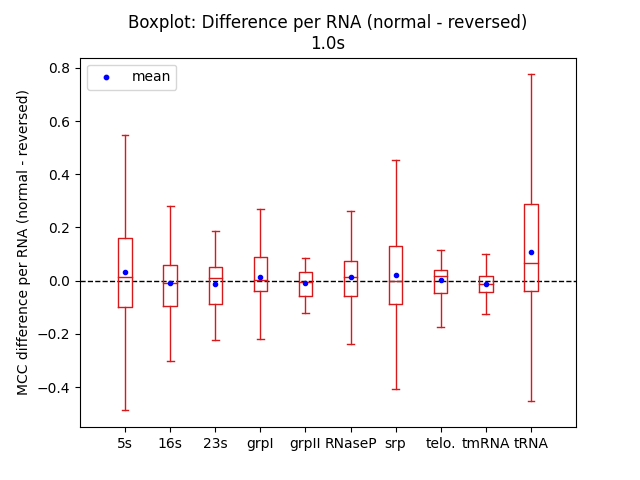 Boxplot: Difference per RNA (normal - reversed)
1.0s
mean
MCC difference per RNA (normal - reversed)
0.8
0.6
0.4
0.2
0.0
−0.2
−0.4
5s 16s 23s grpI grpII RNaseP srp telo. tmRNA tRNA